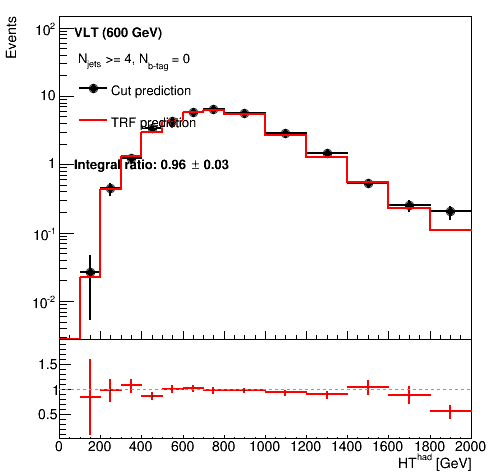 Events
10^2
VLT (600 GeV)
N_jets >= 4, N_b-tag = 0
Cut prediction
10
TRF prediction
1
Integral ratio: 0.96 ± 0.03
10^-1
10^-2
1.5
1
0.5
0 200 400 600 800 1000 1200 1400 1600 1800 2000
HT^had [GeV]